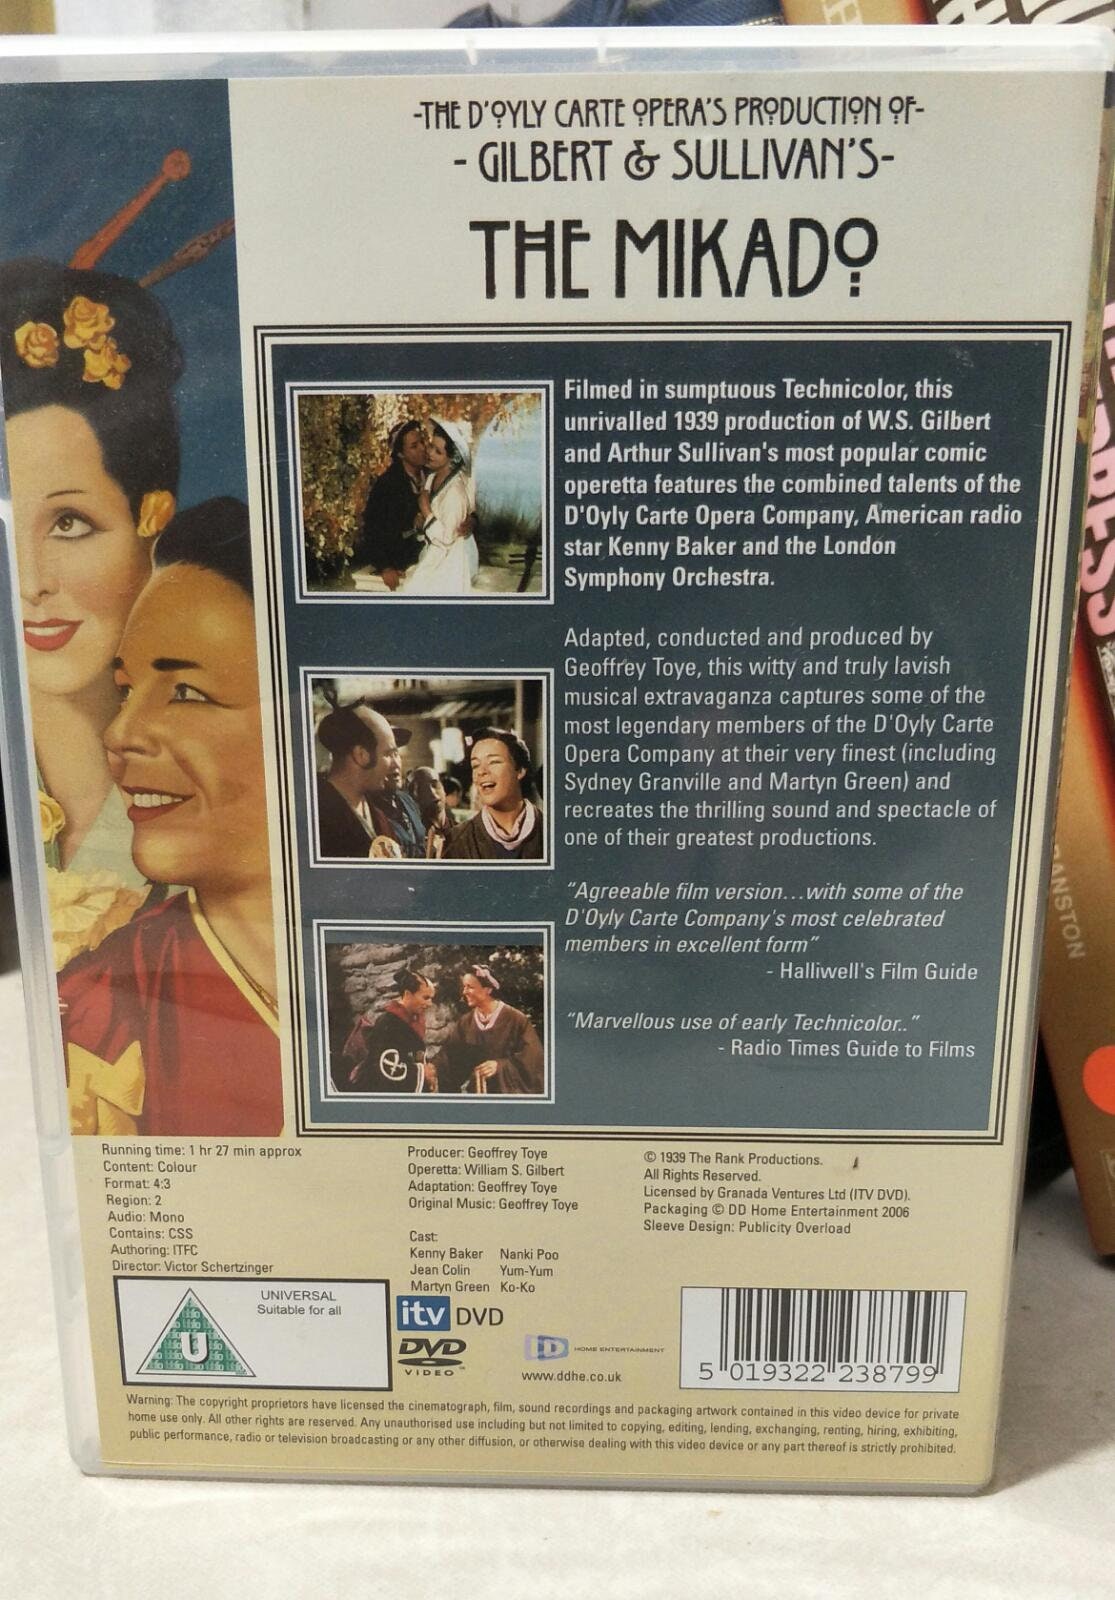 -THE D'OYLY CARTE OPERA'S PRODUCTION OF-
- GILBERT & SULLIVAN'S-
THE MIKADO
Filmed in sumptuous Technicolor, this
unrivalled 1939 production of W.S. Gilbert
and Arthur Sullivan's most popular comic
operetta features the combined talents of the
D'Oyly Carte Opera Company, American radio
star Kenny Baker and the London
Symphony Orchestra.
Adapted, conducted and produced by
Geoffrey Toye, this witty and truly lavish
musical extravaganza captures some of the
most legendary members of the D'Oyly Carte
Opera Company at their very finest (including
Sydney Granville and Martyn Green) and
recreates the thrilling sound and spectacle of
one of their greatest productions.
"Agreeable film version...with some of the
D'Oyly Carte Company's most celebrated
members in excellent form"
- Halliwell's Film Guide
"Marvellous use of early Technicolor.."
- Radio Times Guide to Films
Running time: 1 hr 27 min approx
Content: Colour
Format: 4:3
Region: 2
Audio: Mono
Contains: CSS
Authoring: ITFC
Director: Victor Schertzinger
Producer: Geoffrey Toye
Operetta: William S. Gilbert
Adaptation: Geoffrey Toye
Original Music: Geoffrey Toye
Cast:
Kenny Baker Nanki Poo
Jean Colin Yum-Yum
Martyn Green Ko-Ko
© 1939 The Rank Productions.
All Rights Reserved.
Licensed by Granada Ventures Ltd (ITV DVD).
Packaging © DD Home Entertainment 2006
Sleeve Design: Publicity Overload
U
UNIVERSAL
Suitable for all
itv DVD
DVD
VIDEO
DD HOME ENTERTAINMENT
www.ddhe.co.uk
5 019322 238799
Warning: The copyright proprietors have licensed the cinematograph, film, sound recordings and packaging artwork contained in this video device for private
home use only. All other rights are reserved. Any unauthorised use including but not limited to copying, editing, lending, exchanging, renting, hiring, exhibiting,
public performance, radio or television broadcasting or any other diffusion, or otherwise dealing with this video device or any part thereof is strictly prohibited.